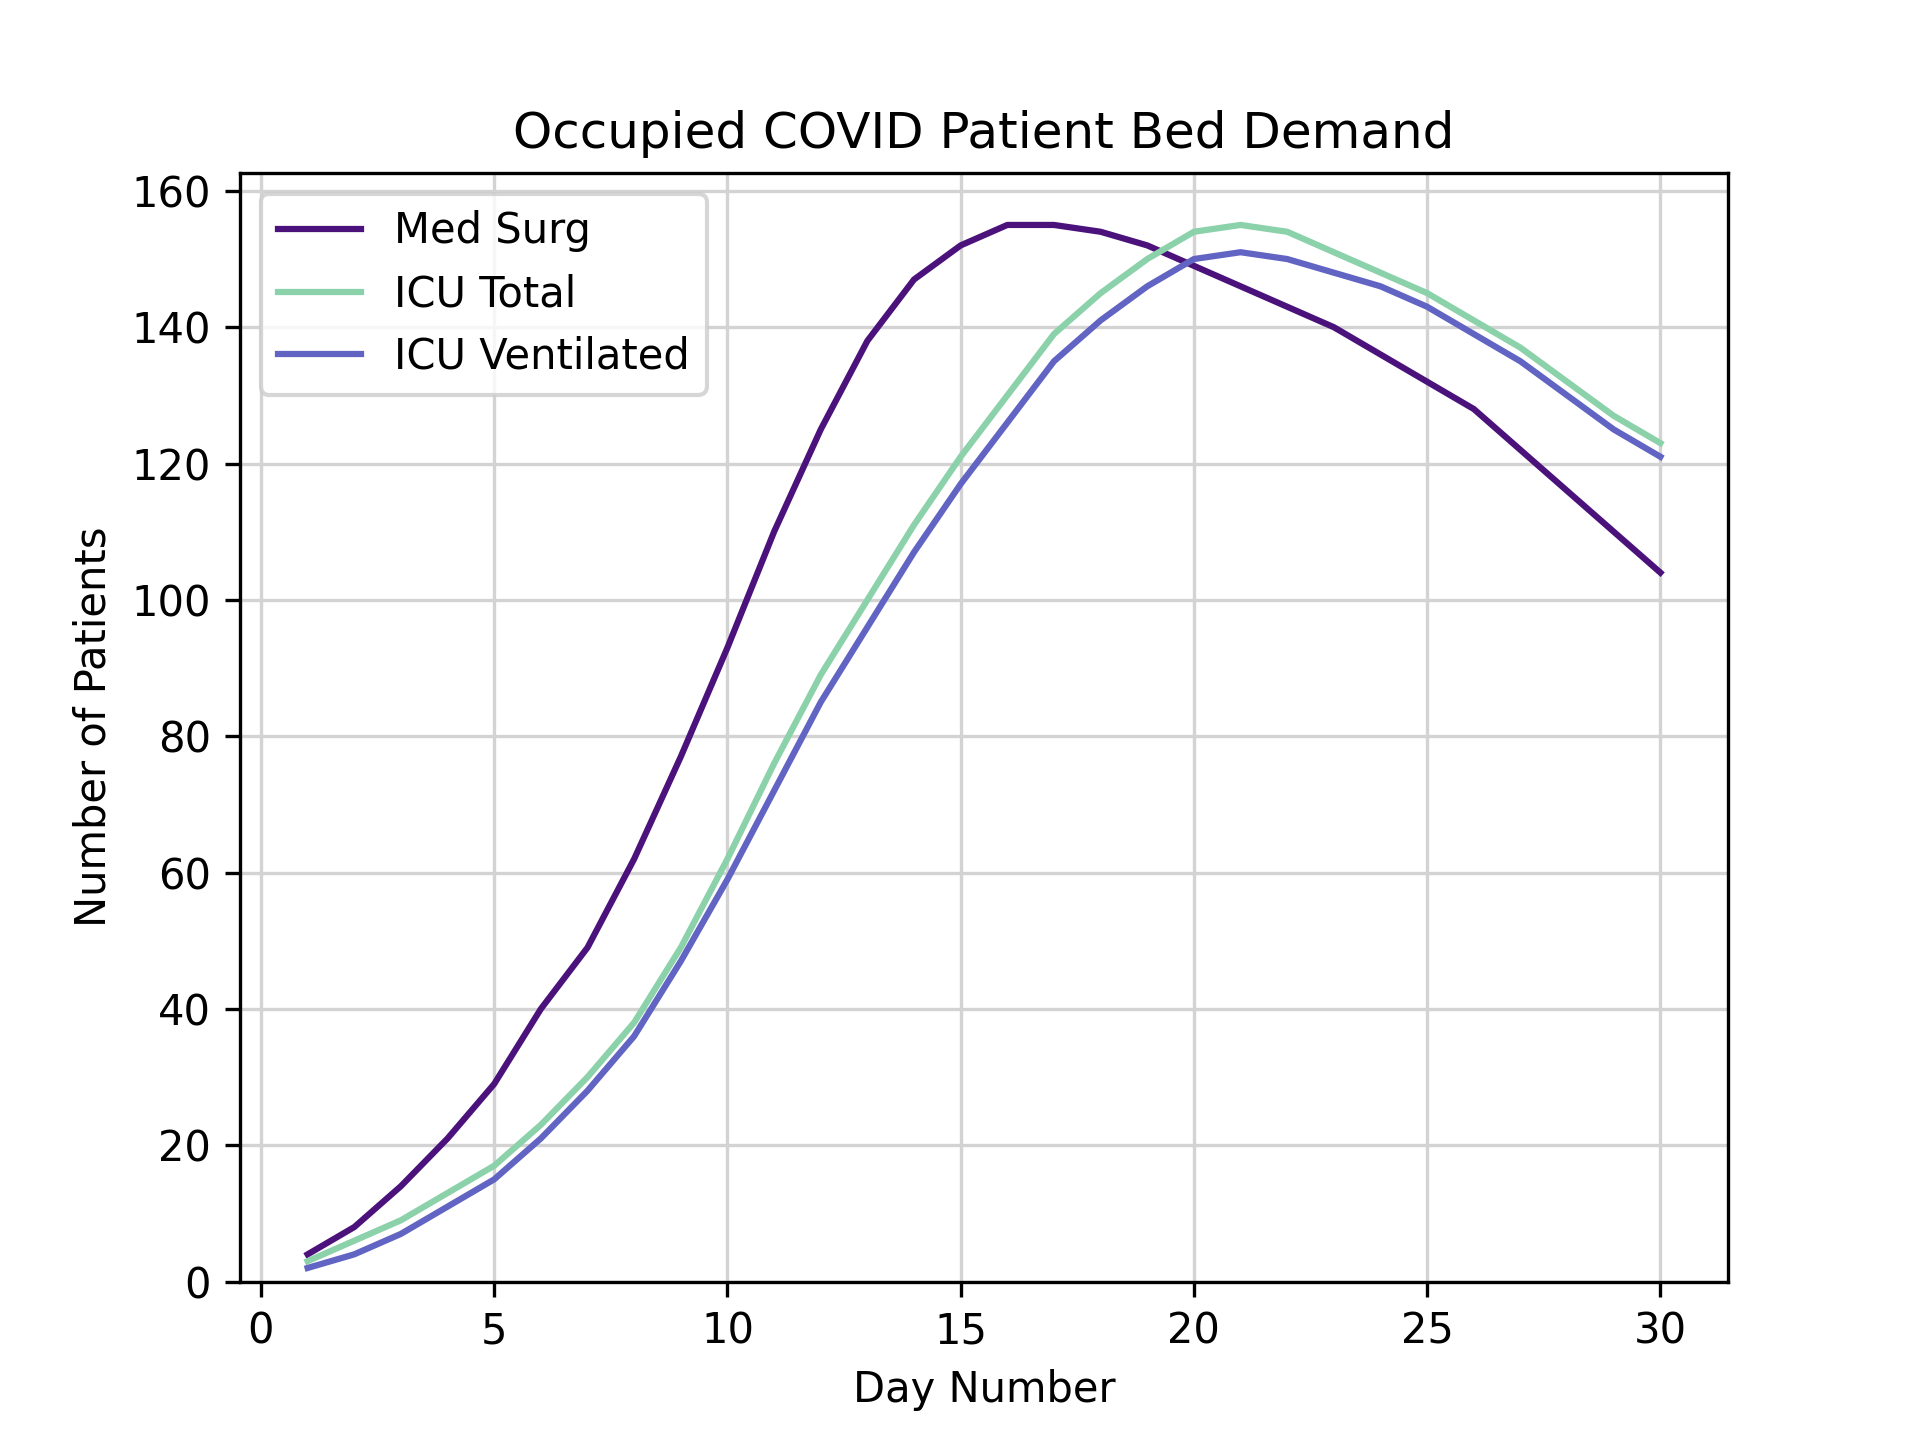 Occupied COVID Patient Bed Demand
Med Surg
ICU Total
ICU Ventilated
160
140
120
100
80
60
40
20
0
Number of Patients
0 5 10 15 20 25 30
Day Number